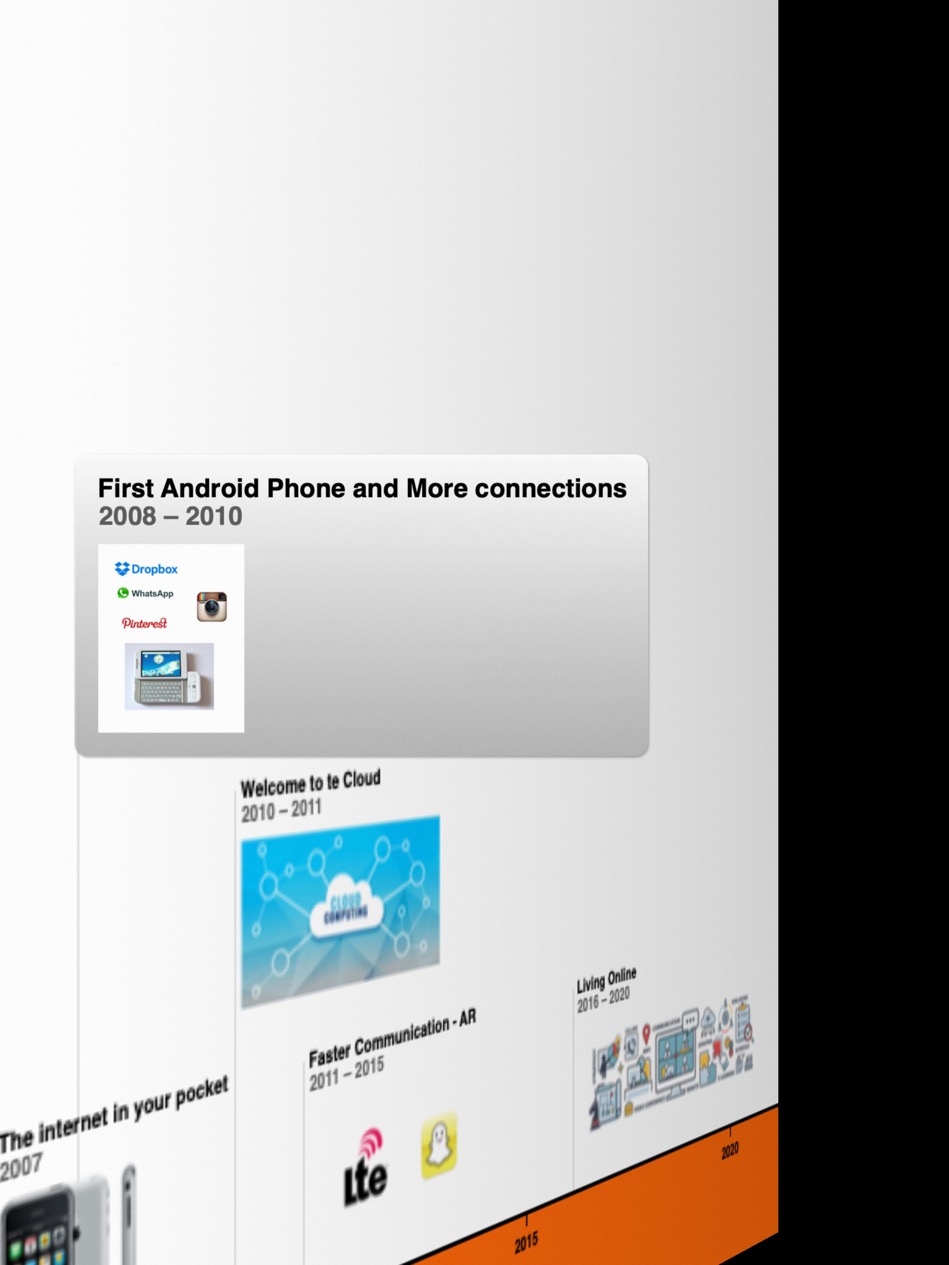 First Android Phone and More connections
2008 – 2010
Dropbox
WhatsApp
Pinterest
Welcome to te Cloud
2010 – 2011
CLOUD
COMPUTING
Living Online
2016 – 2020
Faster Communication - AR
2011 – 2015
The internet in your pocket
2007
Lte
2020
2015